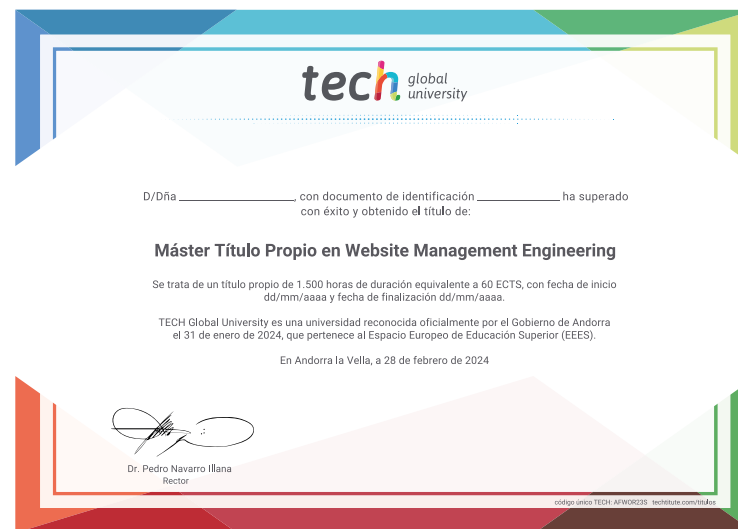 tech global university
D/Dña ____________, con documento de identificación ____________ ha superado
con éxito y obtenido el título de:
Máster Título Propio en Website Management Engineering
Se trata de un título propio de 1.500 horas de duración equivalente a 60 ECTS, con fecha de inicio
dd/mm/aaaa y fecha de finalización dd/mm/aaaa.
TECH Global University es una universidad reconocida oficialmente por el Gobierno de Andorra
el 31 de enero de 2024, que pertenece al Espacio Europeo de Educación Superior (EEES).
En Andorra la Vella, a 28 de febrero de 2024
Dr. Pedro Navarro Illana
Rector
código único TECH: AFWOR23S techtitute.com/titulos